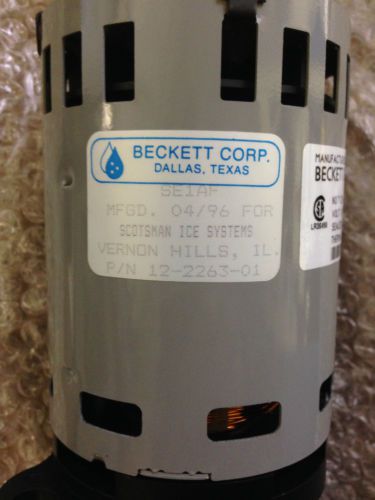 BECKETT CORP.
DALLAS, TEXAS
SE1AF
MFGD. 04/96 FOR
SCOTSMAN ICE SYSTEMS
VERNON HILLS, IL.
P/N 12-2263-01
BECKETT